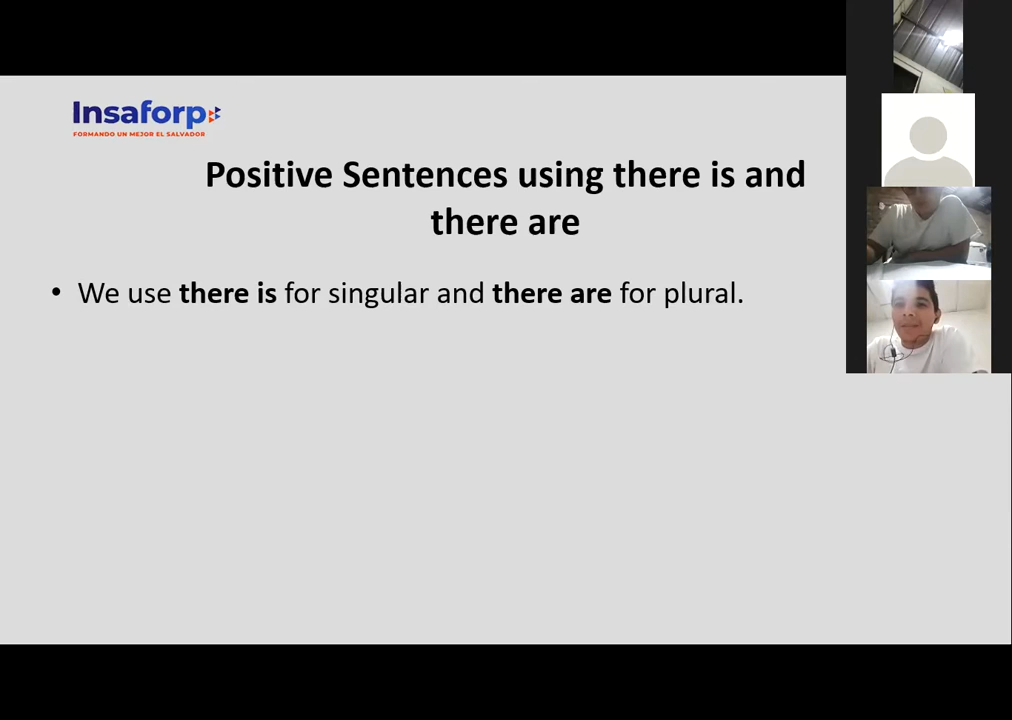 Insaforp
FORMANDO UN MEJOR EL SALVADOR
Positive Sentences using there is and
there are
• We use there is for singular and there are for plural.